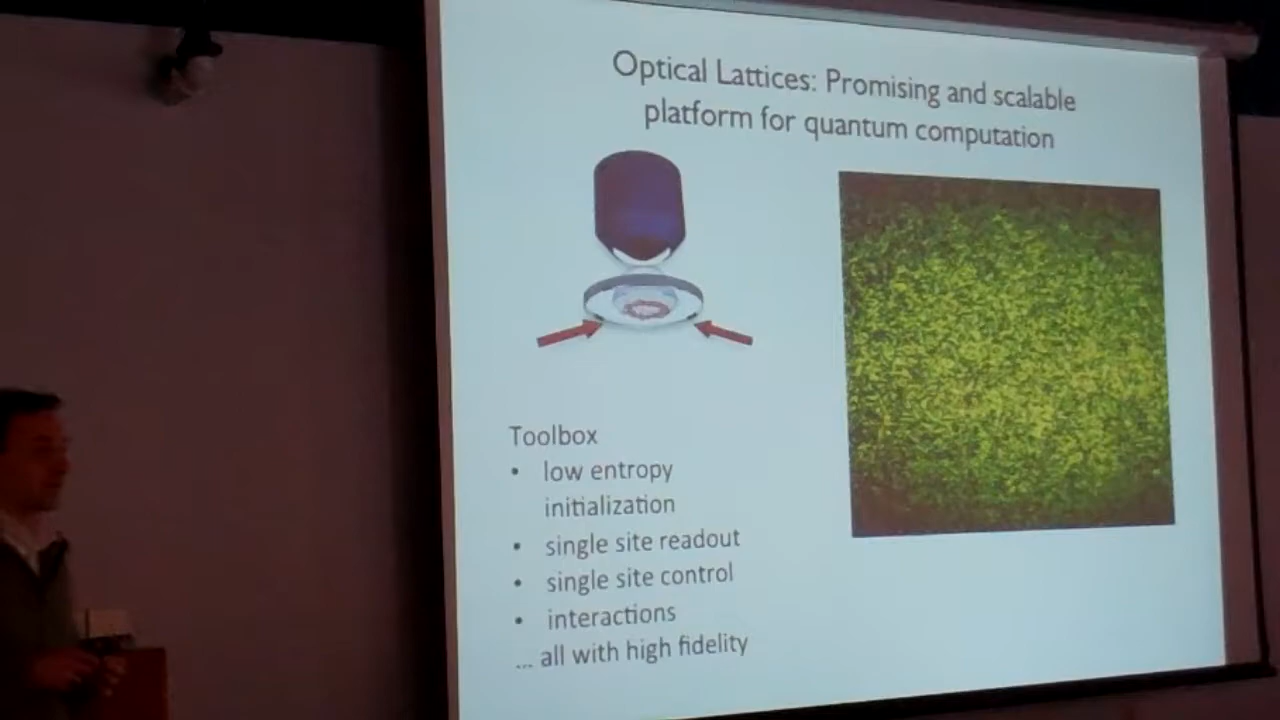 Optical Lattices: Promising and scalable
platform for quantum computation
Toolbox
• low entropy
initialization
• single site readout
• single site control
• interactions
... all with high fidelity